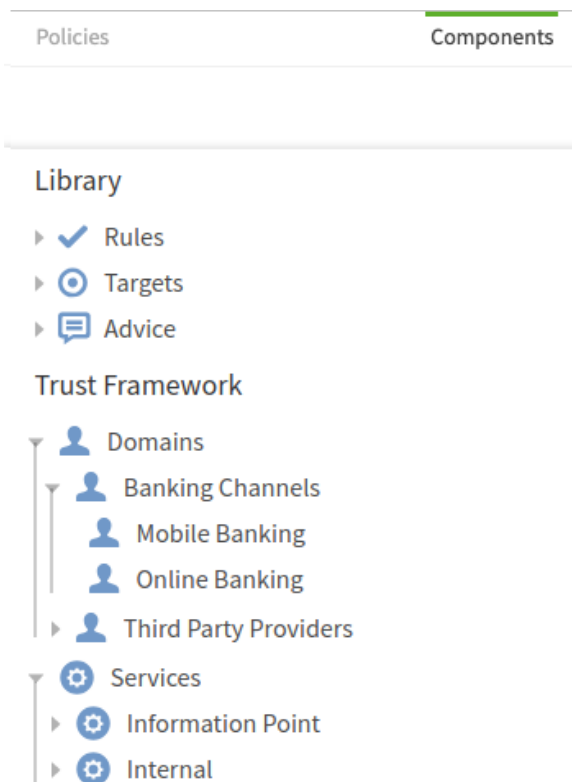 Policies Components
Library
Rules
Targets
Advice
Trust Framework
Domains
Banking Channels
Mobile Banking
Online Banking
Third Party Providers
Services
Information Point
Internal